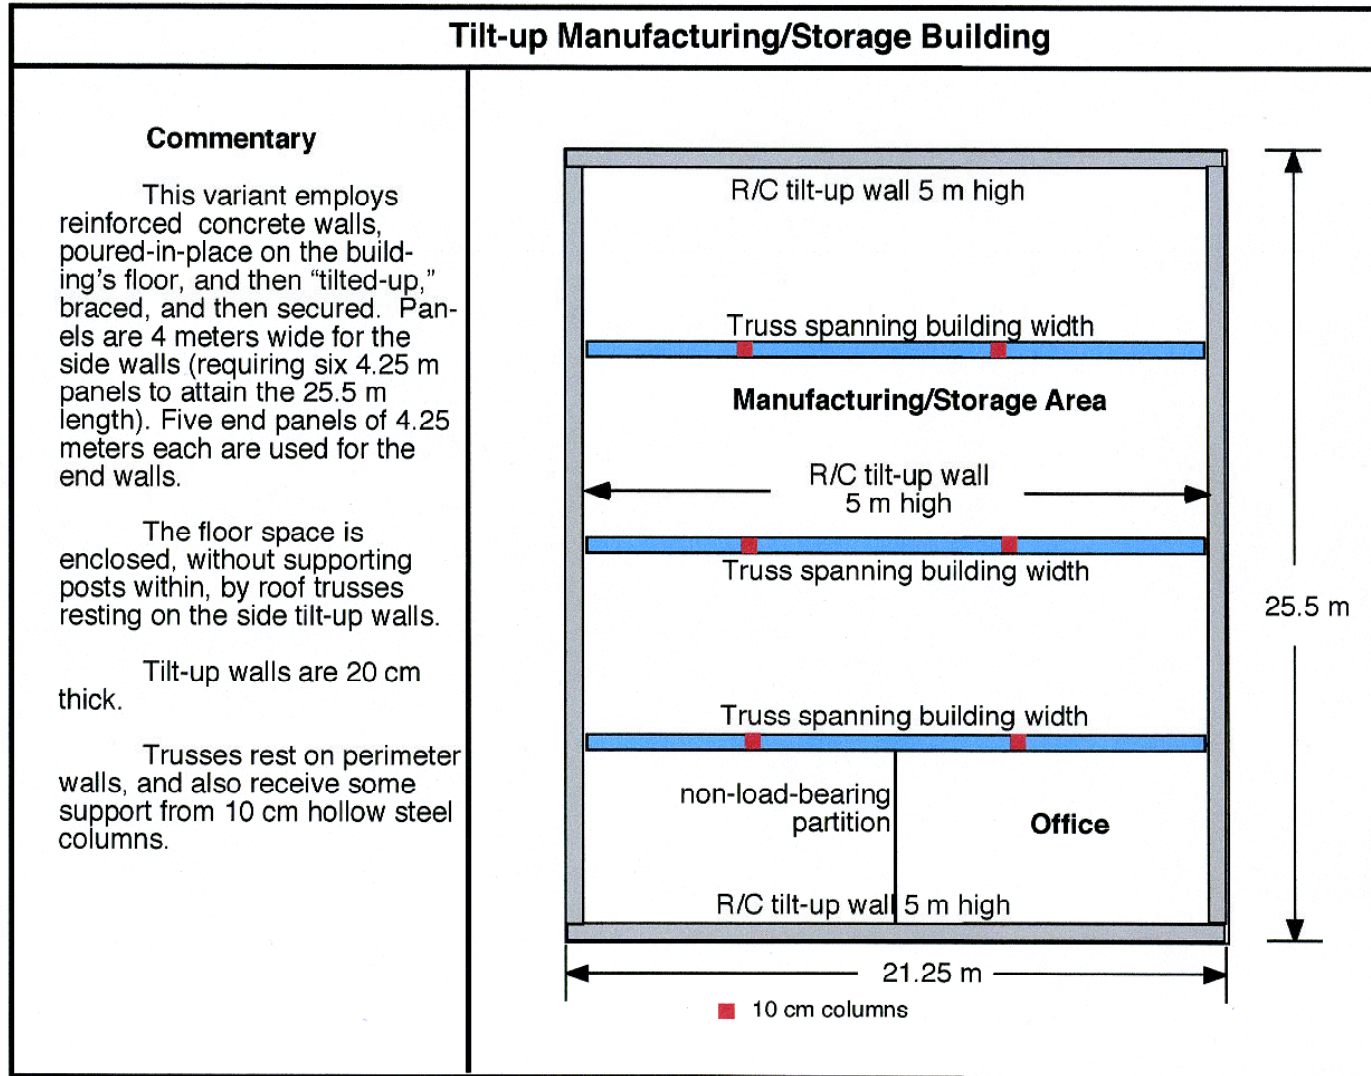 Tilt-up Manufacturing/Storage Building
Commentary
This variant employs
reinforced concrete walls,
poured-in-place on the build-
ing's floor, and then “tilted-up,”
braced, and then secured. Pan-
els are 4 meters wide for the
side walls (requiring six 4.25 m
panels to attain the 25.5 m
length). Five end panels of 4.25
meters each are used for the
end walls.
The floor space is
enclosed, without supporting
posts within, by roof trusses
resting on the side tilt-up walls.
Tilt-up walls are 20 cm
thick.
Trusses rest on perimeter
walls, and also receive some
support from 10 cm hollow steel
columns.
R/C tilt-up wall 5 m high
Truss spanning building width
Manufacturing/Storage Area
R/C tilt-up wall
5 m high
Truss spanning building width
25.5 m
Truss spanning building width
non-load-bearing
partition
Office
R/C tilt-up wall 5 m high
21.25 m
10 cm columns